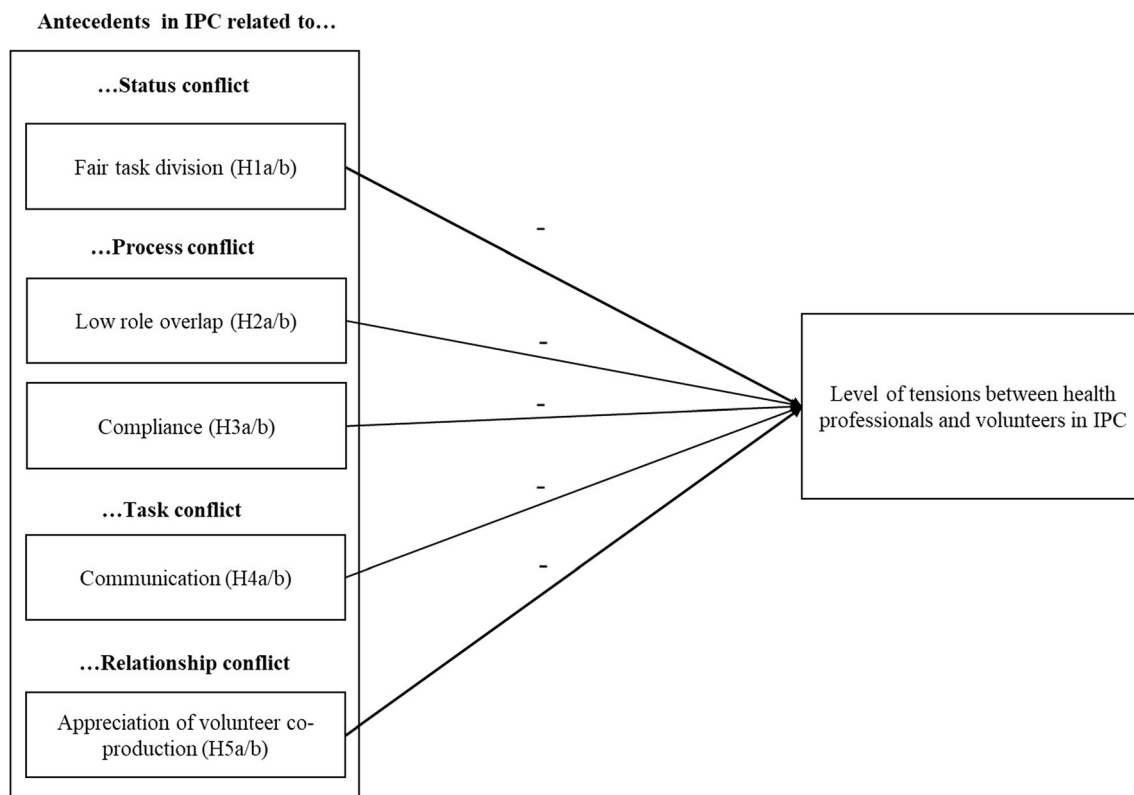 Antecedents in IPC related to…
…Status conflict
Fair task division (H1a/b)
…Process conflict
Low role overlap (H2a/b)
Compliance (H3a/b)
…Task conflict
Communication (H4a/b)
…Relationship conflict
Appreciation of volunteer co-
production (H5a/b)
-
-
-
-
-
Level of tensions between health
professionals and volunteers in IPC